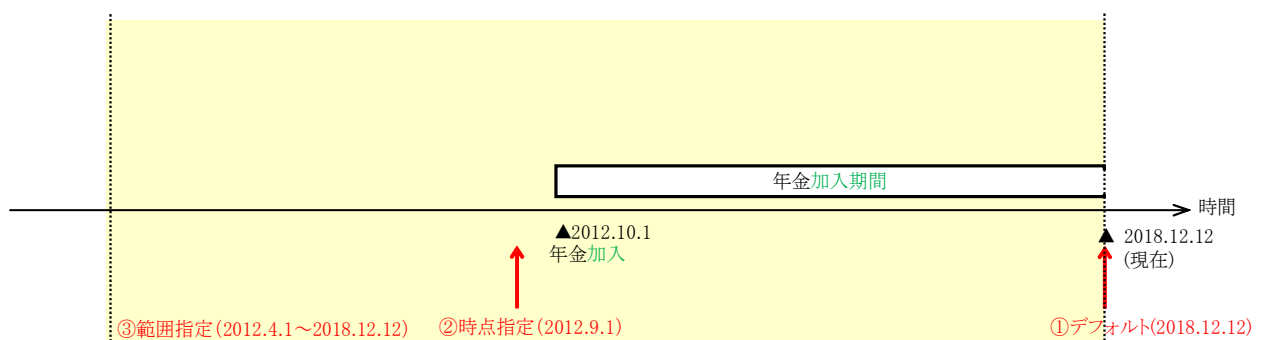 年金加入期間
時間
▲2012.10.1
年金加入
▲ 2018.12.12
(現在)
③範囲指定(2012.4.1～2018.12.12)
②時点指定(2012.9.1)
①デフォルト(2018.12.12)